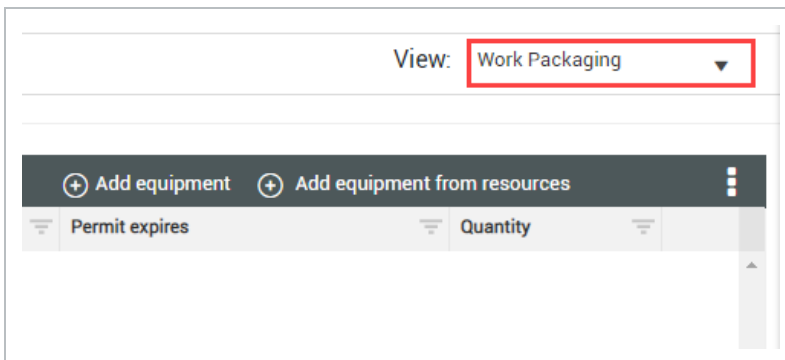 View: Work Packaging
Add equipment Add equipment from resources
Permit expires Quantity